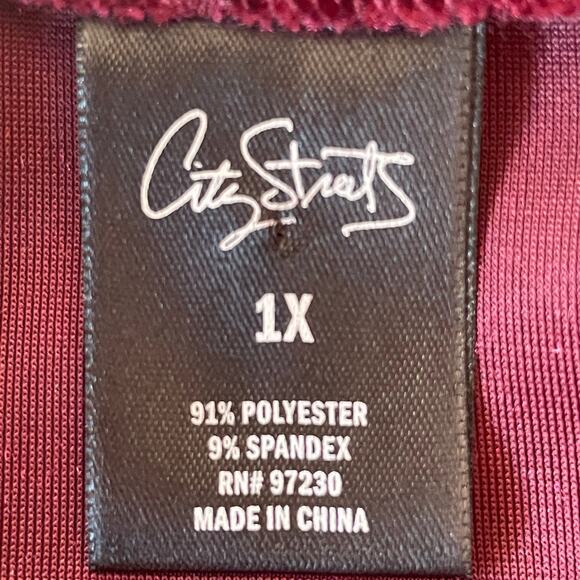 City Streets
1X
91% POLYESTER
9% SPANDEX
RN# 97230
MADE IN CHINA